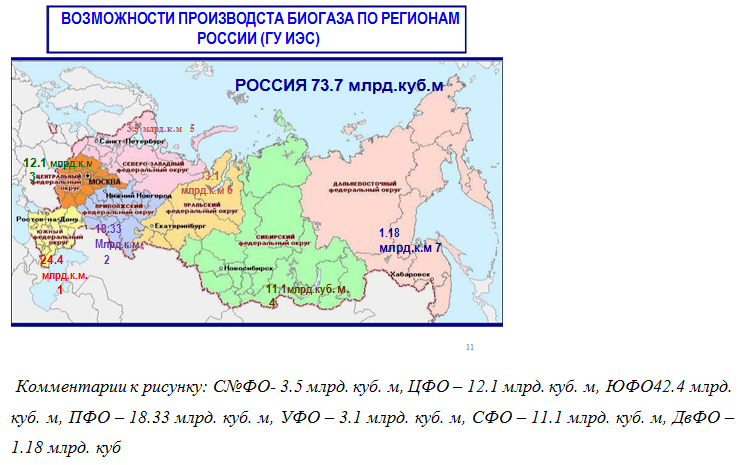 ВОЗМОЖНОСТИ ПРОИЗВОДСТА БИОГАЗА ПО РЕГИОНАМ
РОССИИ (ГУ ИЭС)
РОССИЯ 73.7 млрд.куб.м
3.5 млрд.к.м 5
Санкт-Петербург
12.1 млрд.к.м
3
ЦЕНТРАЛЬНЫЙ
федеральный
округ
МОСКВА
СЕВЕРО-ЗАПАДНЫЙ
федеральный округ
3.1
млрд.к.м 6
ДАЛЬНЕВОСТОЧНЫЙ
федеральный округ
Нижний Новгород
ПРИВОЛЖСКИЙ
федеральный округ
УРАЛЬСКИЙ
федеральный округ
Ростов-на-Дону
ЮЖНЫЙ
федеральный
округ
18.33
Млрд.к.м.
2
Екатеринбург
СИБИРСКИЙ
федеральный округ
1.18
млрд.к.м 7
24.4
млрд.к.м.
1
Новосибирск
Хабаровск
11.1млрд.куб. м.
4
11
Комментарии к рисунку: С№ФО- 3.5 млрд. куб. м, ЦФО – 12.1 млрд. куб. м, ЮФО42.4 млрд.
куб. м, ПФО – 18.33 млрд. куб. м, УФО – 3.1 млрд. куб. м, СФО – 11.1 млрд. куб. м, ДвФО –
1.18 млрд. куб